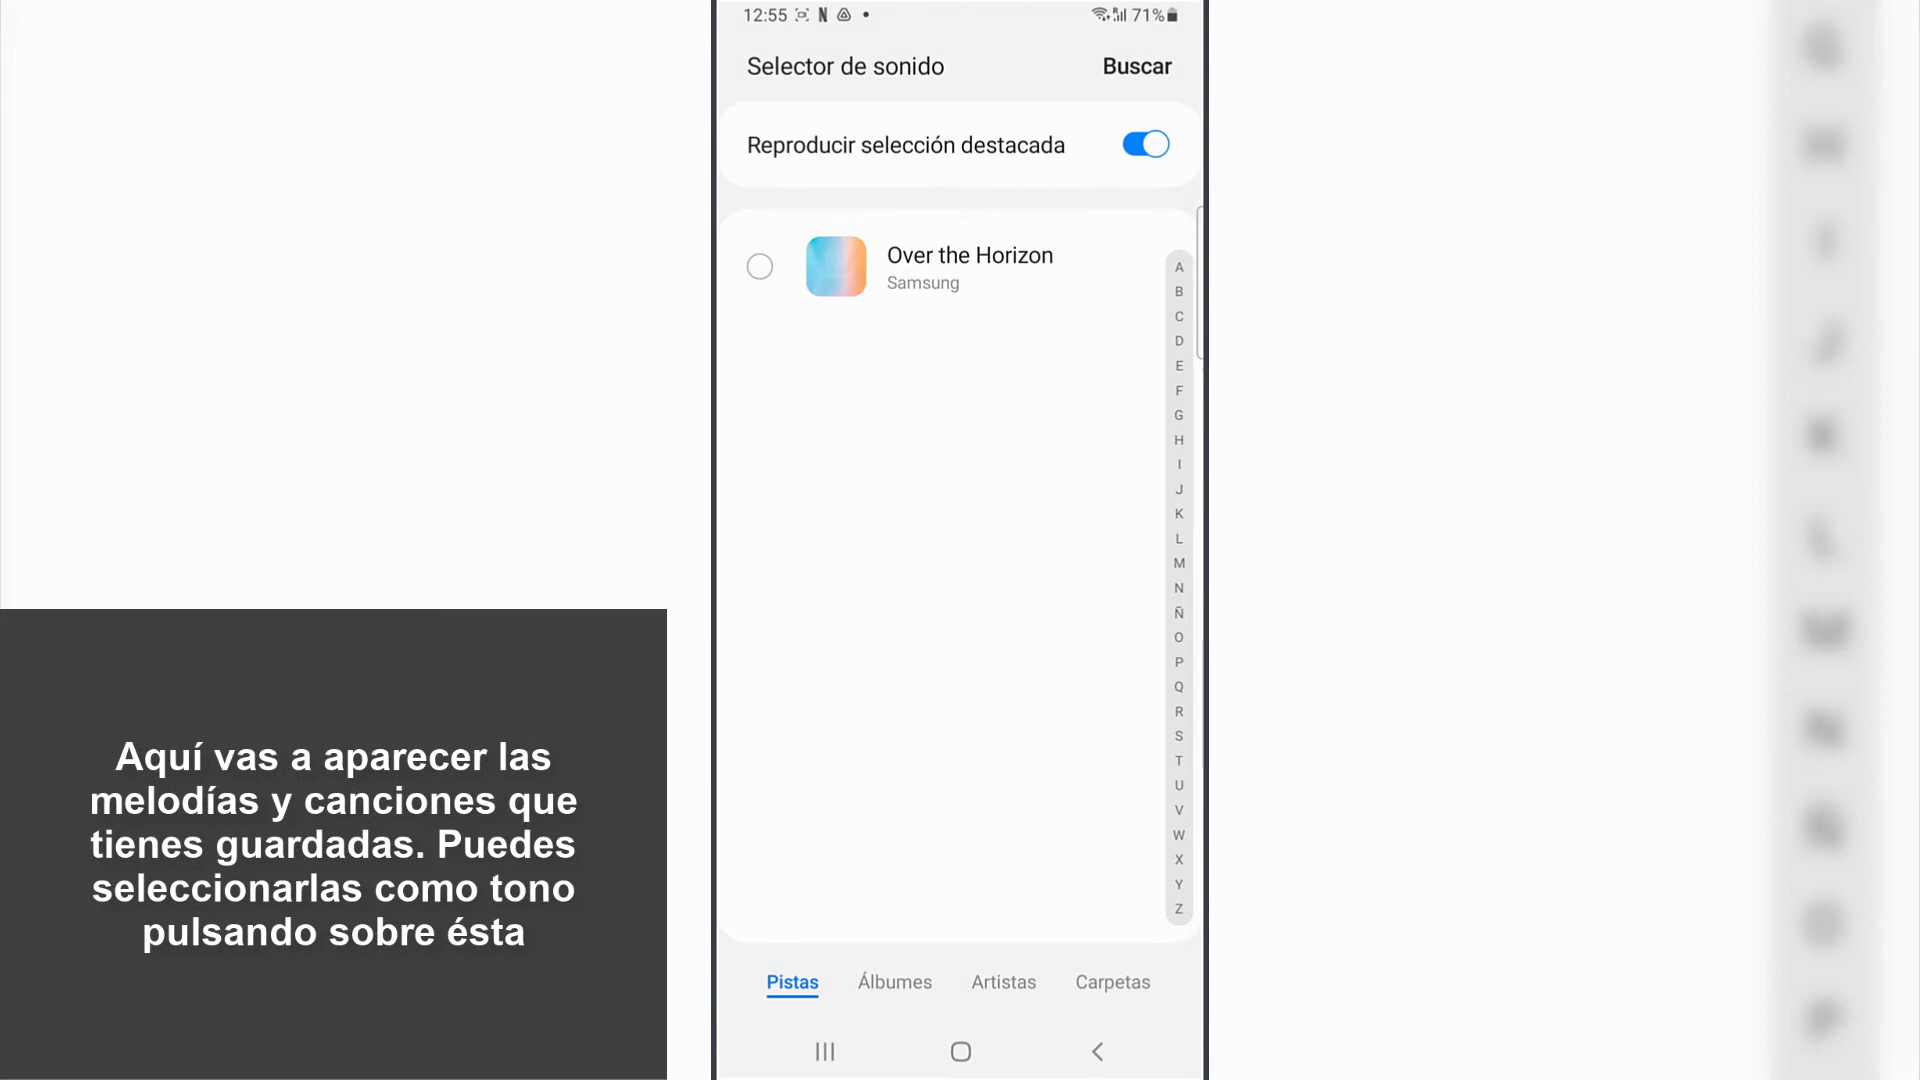 12:55
71%
Selector de sonido
Buscar
Reproducir selección destacada
Over the Horizon
Samsung
A
B
C
D
E
F
G
H
I
J
K
L
M
N
Ñ
O
P
Q
R
S
T
U
V
W
X
Y
Z
Pistas Álbumes Artistas Carpetas
Aquí vas a aparecer las
melodías y canciones que
tienes guardadas. Puedes
seleccionarlas como tono
pulsando sobre ésta
G
H
I
J
K
L
M
N
Ñ
O
P